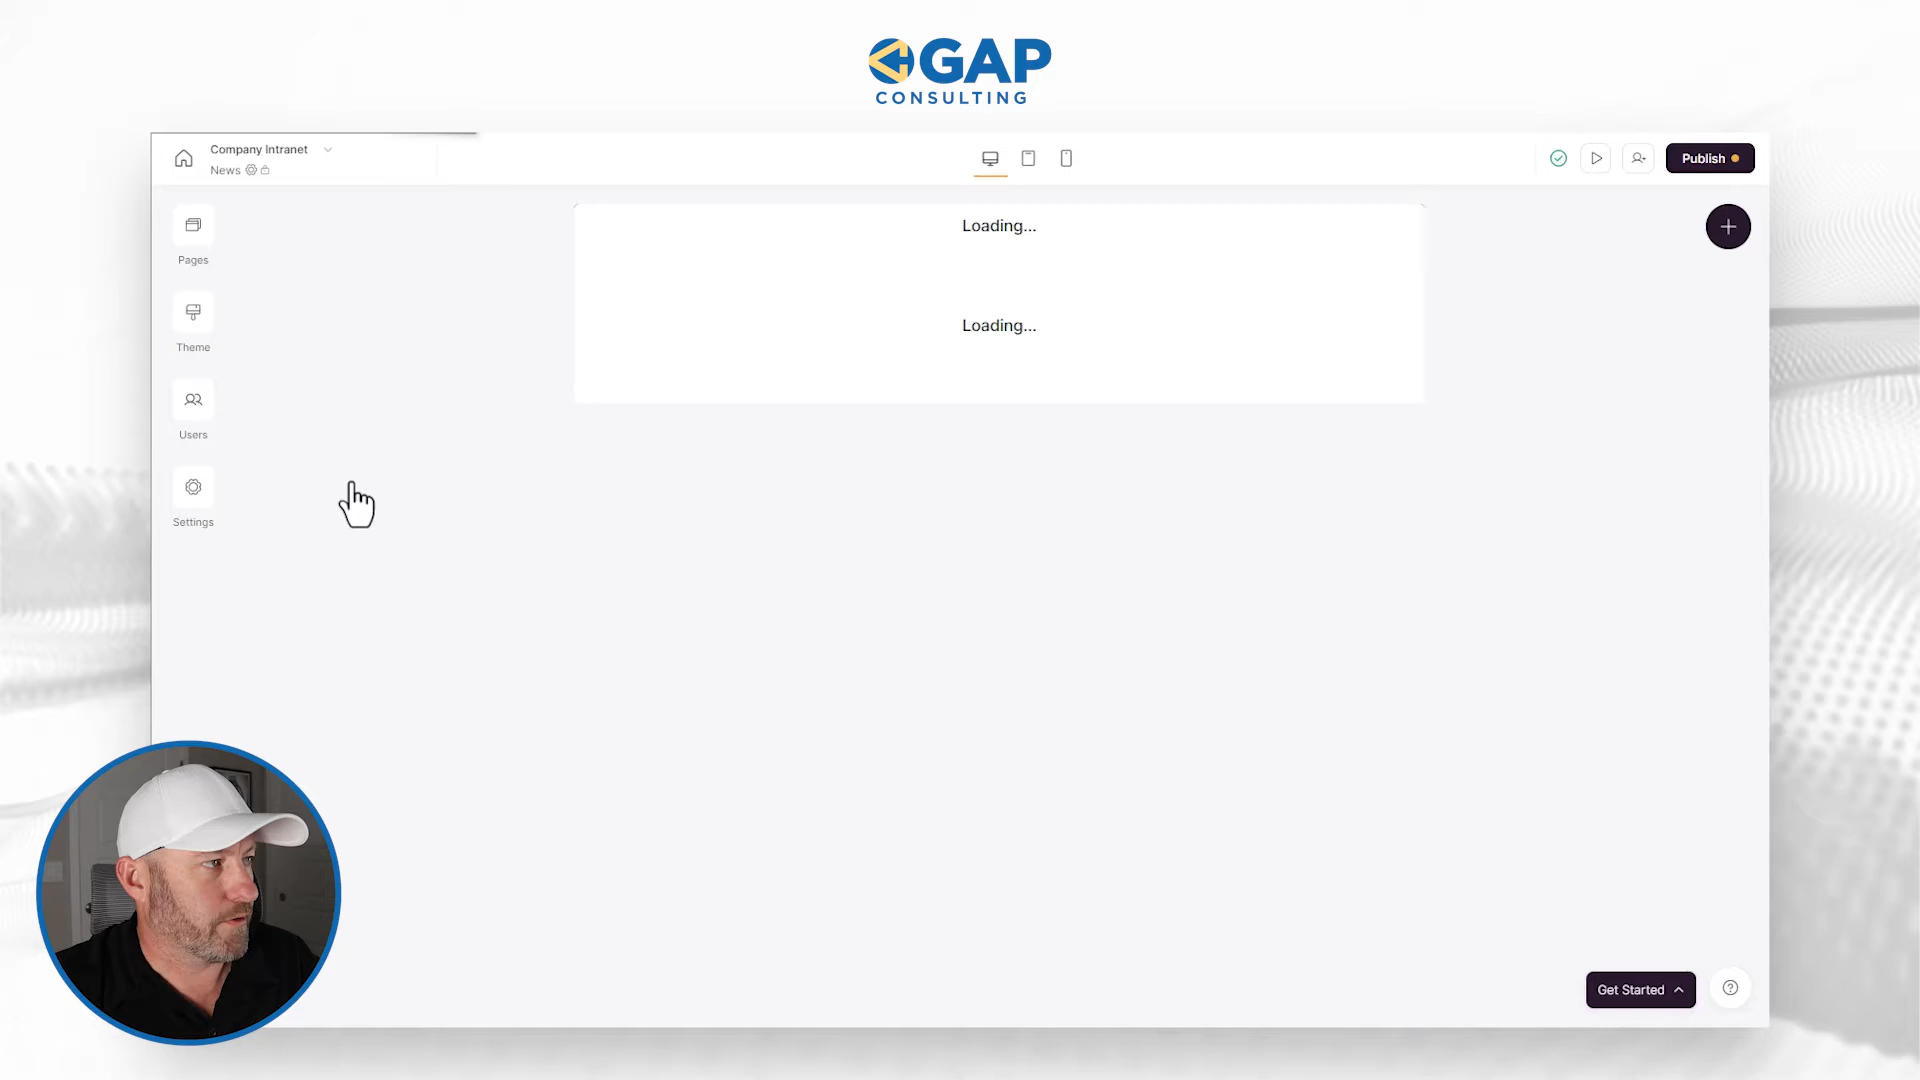 GAP
CONSULTING
Company Intranet
News
Publish
Pages
Theme
Users
Settings
Loading...
Loading...
Get Started